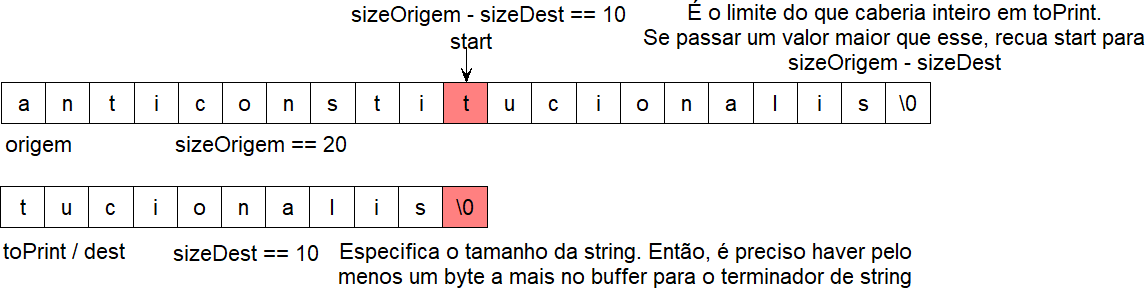 sizeOrigem - sizeDest == 10
start
É o limite do que caberia inteiro em toPrint.
Se passar um valor maior que esse, recua start para
sizeOrigem - sizeDest
a n t i c o n s t i t u c i o n a l i s \0
origem sizeOrigem == 20
t u c i o n a l i s \0
toPrint / dest sizeDest == 10 Especifica o tamanho da string. Então, é preciso haver pelo
menos um byte a mais no buffer para o terminador de string